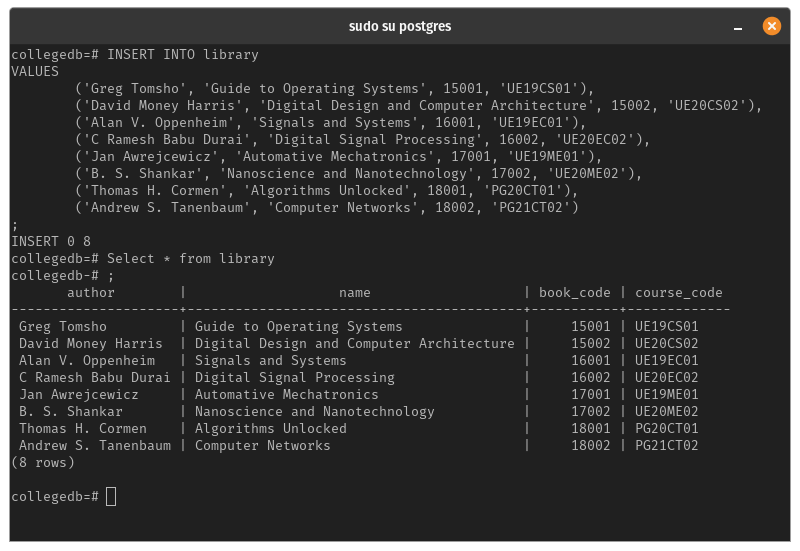 sudo su postgres
collegedb=# INSERT INTO library
VALUES
        ('Greg Tomsho', 'Guide to Operating Systems', 15001, 'UE19CS01'),
        ('David Money Harris', 'Digital Design and Computer Architecture', 15002, 'UE20CS02'),
        ('Alan V. Oppenheim', 'Signals and Systems', 16001, 'UE19EC01'),
        ('C Ramesh Babu Durai', 'Digital Signal Processing', 16002, 'UE20EC02'),
        ('Jan Awrejcewicz', 'Automative Mechatronics', 17001, 'UE19ME01'),
        ('B. S. Shankar', 'Nanoscience and Nanotechnology', 17002, 'UE20ME02'),
        ('Thomas H. Cormen', 'Algorithms Unlocked', 18001, 'PG20CT01'),
        ('Andrew S. Tanenbaum', 'Computer Networks', 18002, 'PG21CT02')
;
INSERT 0 8
collegedb=# Select * from library
collegedb-# ;
       author        |                   name                   | book_code | course_code
---------------------+------------------------------------------+-----------+-------------
 Greg Tomsho         | Guide to Operating Systems               |     15001 | UE19CS01
 David Money Harris  | Digital Design and Computer Architecture |     15002 | UE20CS02
 Alan V. Oppenheim   | Signals and Systems                      |     16001 | UE19EC01
 C Ramesh Babu Durai | Digital Signal Processing                |     16002 | UE20EC02
 Jan Awrejcewicz     | Automative Mechatronics                  |     17001 | UE19ME01
 B. S. Shankar       | Nanoscience and Nanotechnology           |     17002 | UE20ME02
 Thomas H. Cormen    | Algorithms Unlocked                      |     18001 | PG20CT01
 Andrew S. Tanenbaum | Computer Networks                        |     18002 | PG21CT02
(8 rows)
collegedb=#